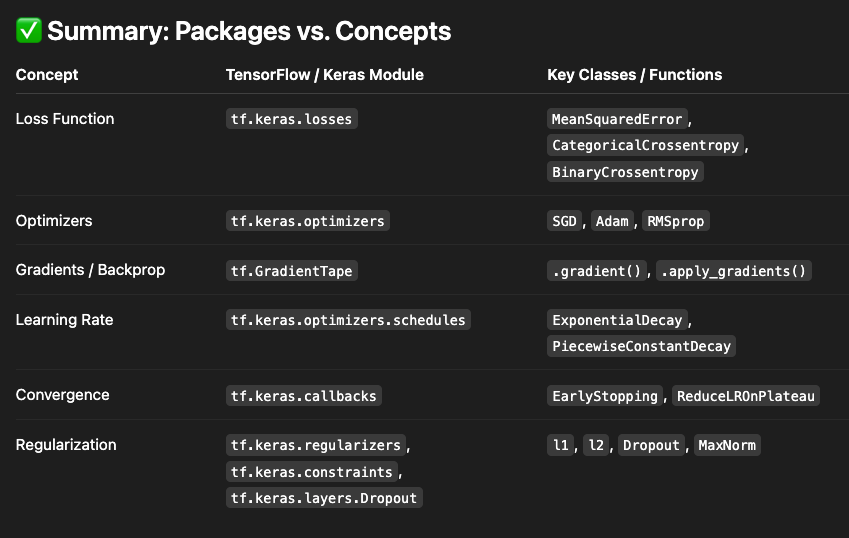 ✅ Summary: Packages vs. Concepts
Concept TensorFlow / Keras Module Key Classes / Functions
Loss Function tf.keras.losses MeanSquaredError,
CategoricalCrossentropy,
BinaryCrossentropy
Optimizers tf.keras.optimizers SGD, Adam, RMSprop
Gradients / Backprop tf.GradientTape .gradient(), .apply_gradients()
Learning Rate tf.keras.optimizers.schedules ExponentialDecay,
PiecewiseConstantDecay
Convergence tf.keras.callbacks EarlyStopping, ReduceLROnPlateau
Regularization tf.keras.regularizers, l1, l2, Dropout, MaxNorm
tf.keras.constraints,
tf.keras.layers.Dropout